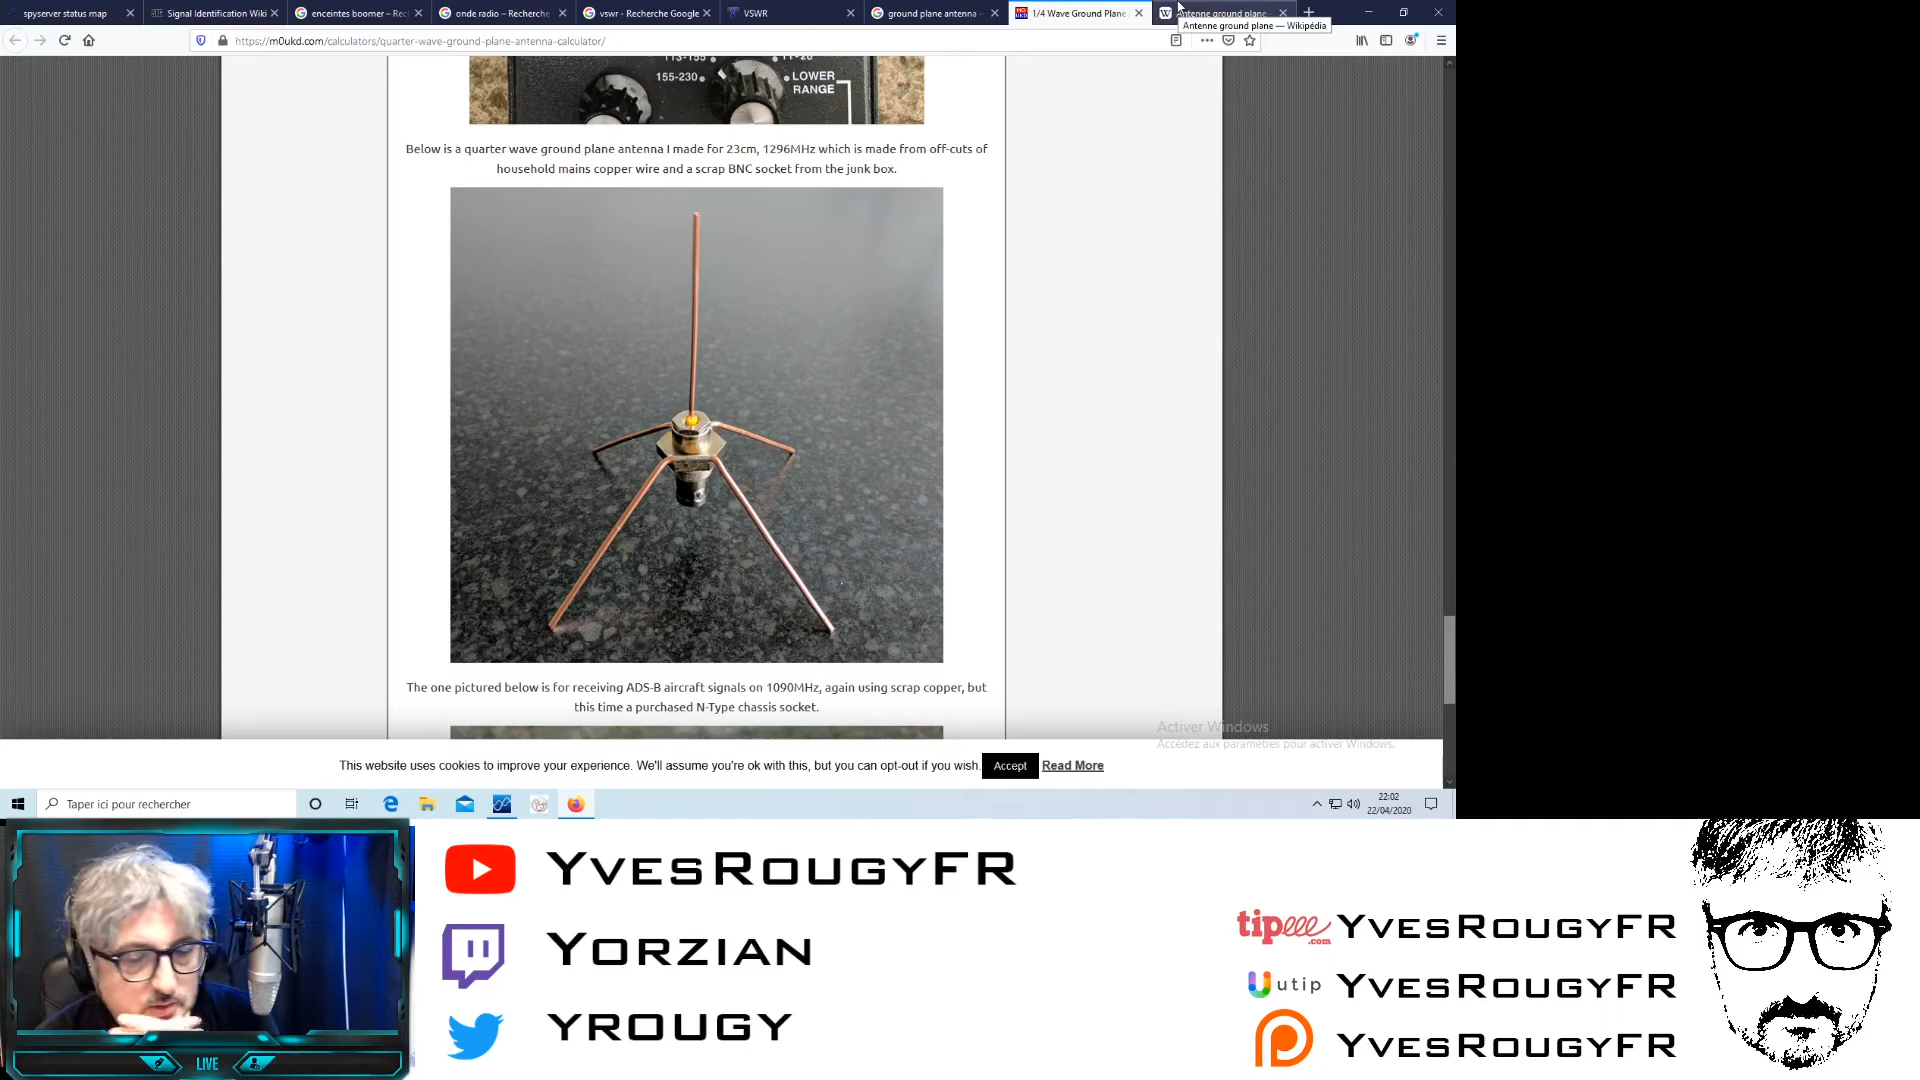 spyserver status map
Signal Identification Wiki
enceintes boomer – Rec
onde radio – Recherche
vswr - Recherche Google
VSWR
ground plane antenna -
1/4 Wave Ground Plane
Antenne ground plane
Antenne ground plane — Wikipédia
https://m0ukd.com/calculators/quarter-wave-ground-plane-antenna-calculator/
113-155
11-26
155-230
LOWER
RANGE
Below is a quarter wave ground plane antenna I made for 23cm, 1296MHz which is made from off-cuts of
household mains copper wire and a scrap BNC socket from the junk box.
The one pictured below is for receiving ADS-B aircraft signals on 1090MHz, again using scrap copper, but
this time a purchased N-Type chassis socket.
Activer Windows
Accédez aux paramètres pour activer Windows.
This website uses cookies to improve your experience. We'll assume you're ok with this, but you can opt-out if you wish.
Accept
Read More
Taper ici pour rechercher
22:02
22/04/2020
YvesRougyFR
Yorzian
yrougy
tipeee.com YvesRougyFR
utip YvesRougyFR
YvesRougyFR
LIVE